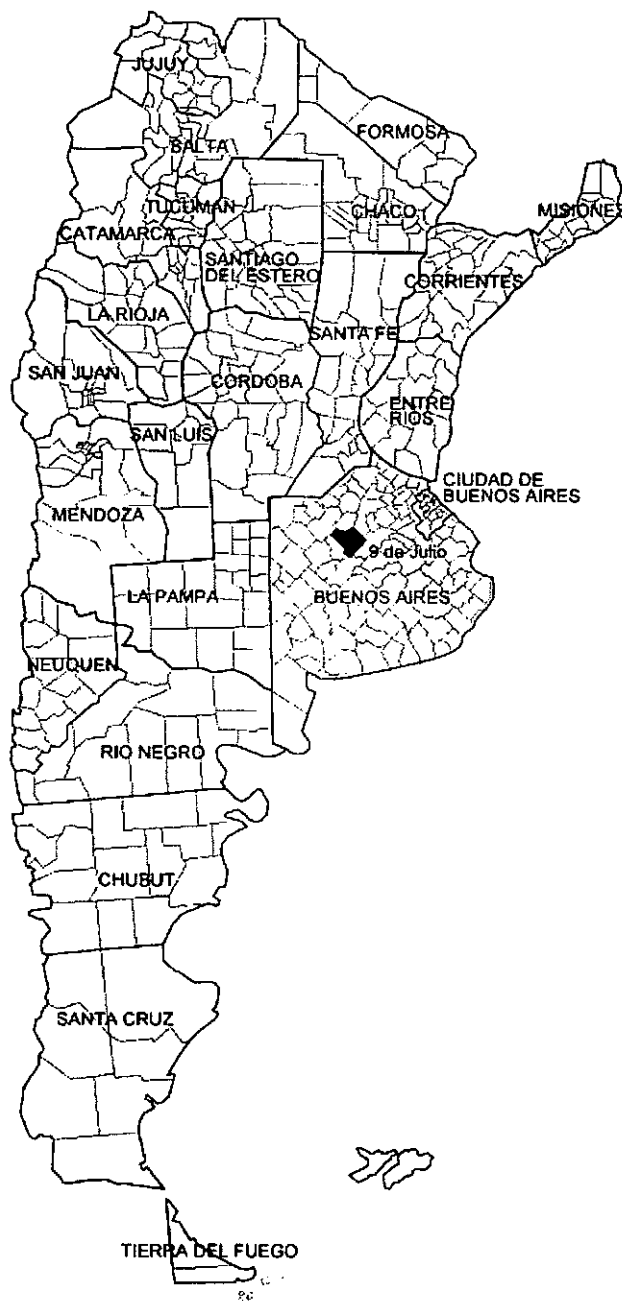 JUJUY
FORMOSA
SALTA
TUCUMAN
CHACO
MISIONES
CATAMARCA
SANTIAGO
DEL ESTERO
CORRIENTES
LA RIOJA
SANTA FE
SAN JUAN
CORDOBA
ENTRE
RIOS
SAN LUIS
CIUDAD DE
BUENOS AIRES
MENDOZA
9 de Julio
LA PAMPA
BUENOS AIRES
NEUQUEN
RIO NEGRO
CHUBUT
SANTA CRUZ
TIERRA DEL FUEGO